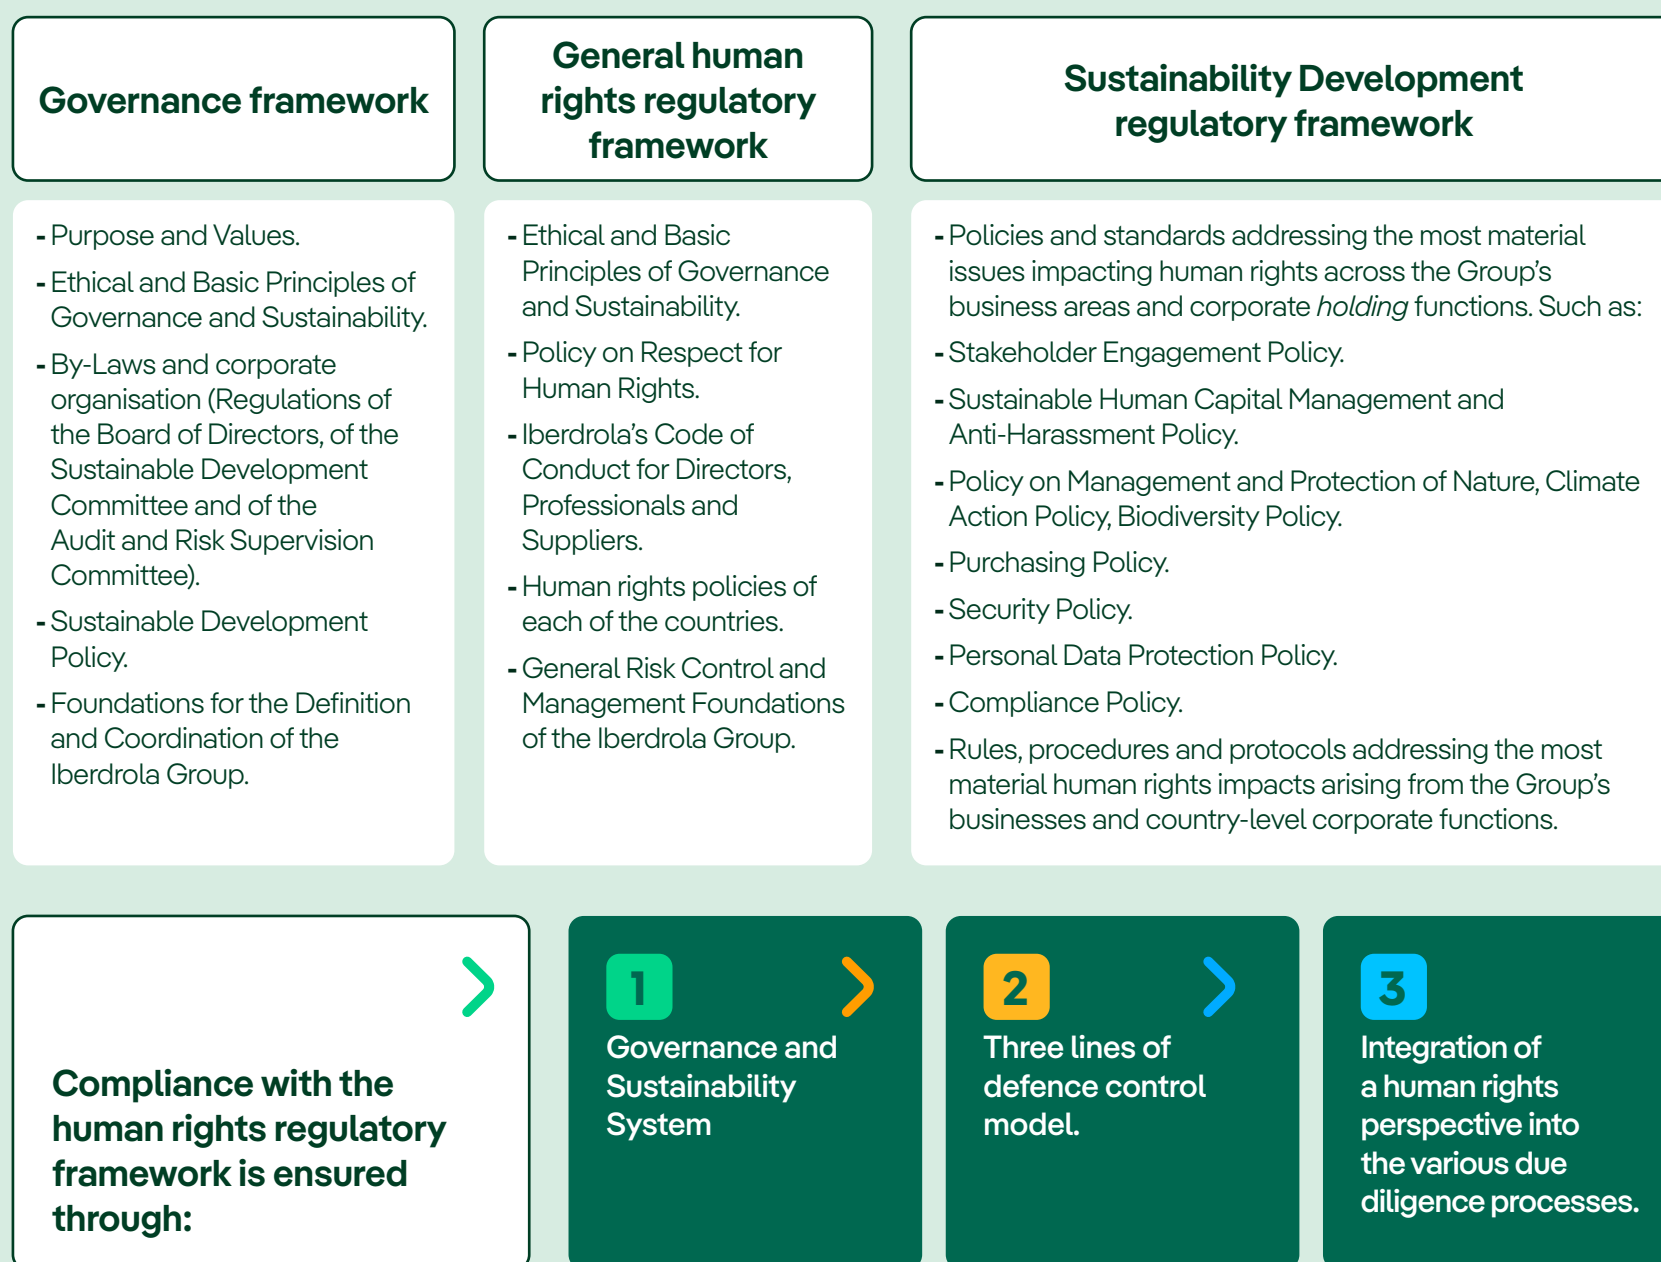 Governance framework
- Purpose and Values.
- Ethical and Basic Principles of
Governance and Sustainability.
- By-Laws and corporate
organisation (Regulations of
the Board of Directors, of the
Sustainable Development
Committee and of the
Audit and Risk Supervision
Committee).
- Sustainable Development
Policy.
- Foundations for the Definition
and Coordination of the
Iberdrola Group.
General human
rights regulatory
framework
- Ethical and Basic
Principles of Governance
and Sustainability.
- Policy on Respect for
Human Rights.
- Iberdrola’s Code of
Conduct for Directors,
Professionals and
Suppliers.
- Human rights policies of
each of the countries.
- General Risk Control and
Management Foundations
of the Iberdrola Group.
Sustainability Development
regulatory framework
- Policies and standards addressing the most material
issues impacting human rights across the Group’s
business areas and corporate holding functions. Such as:
- Stakeholder Engagement Policy.
- Sustainable Human Capital Management and
Anti-Harassment Policy.
- Policy on Management and Protection of Nature, Climate
Action Policy, Biodiversity Policy.
- Purchasing Policy.
- Security Policy.
- Personal Data Protection Policy.
- Compliance Policy.
- Rules, procedures and protocols addressing the most
material human rights impacts arising from the Group’s
businesses and country-level corporate functions.
Compliance with the
human rights regulatory
framework is ensured
through:
1
Governance and
Sustainability
System
2
Three lines of
defence control
model.
3
Integration of
a human rights
perspective into
the various due
diligence processes.